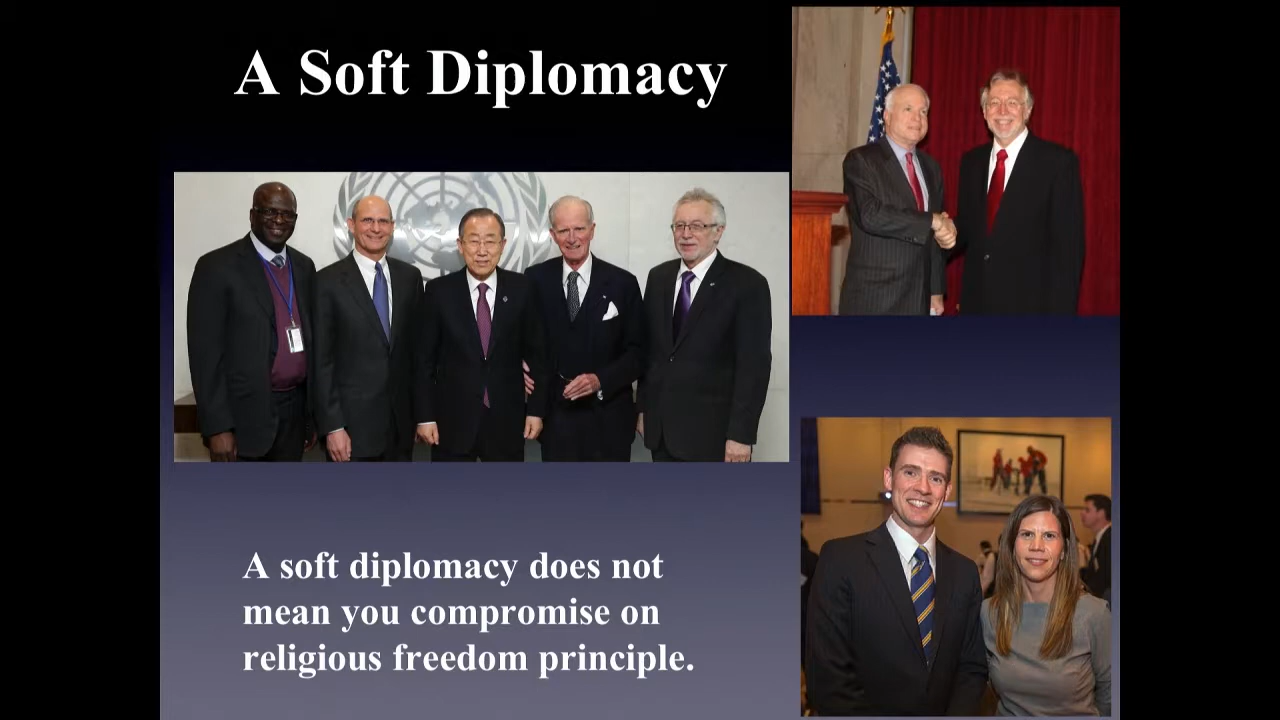 A Soft Diplomacy
A soft diplomacy does not
mean you compromise on
religious freedom principle.